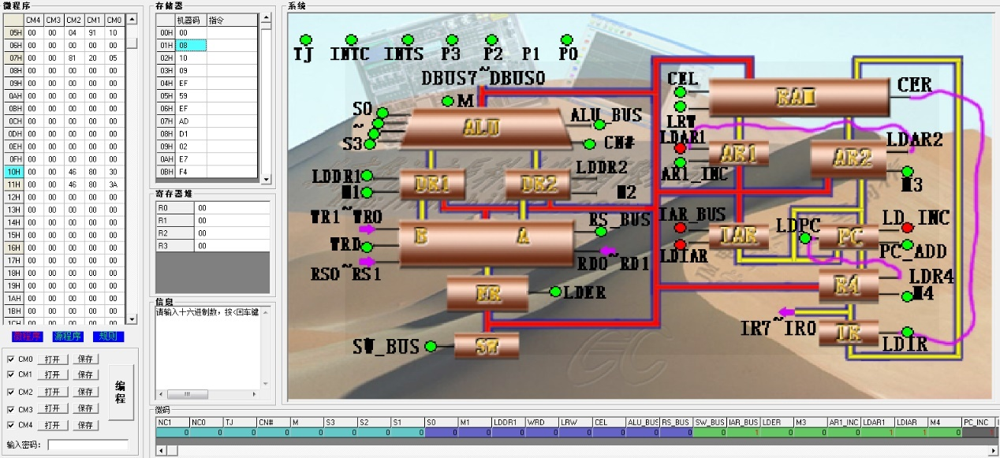 微程序
CM4 CM3 CM2 CM1 CM0
05H 00 00 04 91 10
06H 00 00 00 00 00
07H 00 00 81 20 05
08H 00 00 00 00 00
09H 00 00 00 00 00
0AH 00 00 00 00 00
0BH 00 00 00 00 00
0CH 00 00 00 00 00
0DH 00 00 00 00 00
0EH 00 00 00 00 00
0FH 00 00 00 00 00
10H 00 00 46 80 30
11H 00 00 46 80 3A
12H 00 00 00 00 00
13H 00 00 00 00 00
14H 00 00 00 00 00
15H 00 00 00 00 00
16H 00 00 00 00 00
17H 00 00 00 00 00
18H 00 00 00 00 00
19H 00 00 00 00 00
1AH 00 00 00 00 00
1BH 00 00 00 00 00
1CH 00 00 00 00 00
微程序 源程序 规则
CM0 打开 保存
CM1 打开 保存
CM2 打开 保存
CM3 打开 保存
CM4 打开 保存
编程
输入密码:
存储器
机器码 指令
00H 00
01H 08
02H 10
03H 09
04H EF
05H 59
06H EF
07H AD
08H D1
09H 02
0AH E7
0BH F4
寄存器堆
R0 00
R1 00
R2 00
R3 00
信息
请输入十六进制数，按<回车键
系统
TJ INTC INTS P3 P2 P1 P0
DBUS7~DBUS0
M
S0
~
S3
ALU
ALU_BUS
CN#
CEL
LRW
RAM
CER
LDAR1
AR1
AR1_INC
AR2
LDAR2
M3
LDDR1
M1
DR1
DR2
LDDR2
M2
WR1~WR0
WRD
RS0~RS1
B A
RS_BUS
RD0~RD1
IAR_BUS
LDIAR
IAR
LDPC
PC
LD_INC
PC_ADD
ER
LDER
R4
LDR4
M4
IR7~IR0
IR
LDIR
SW_BUS
SW
微码
NC1 NC0 TJ CN# M S3 S2 S1 S0 M1 LDDR1 WRD LRW CEL ALU_BUS RS_BUS SW_BUS IAR_BUS LDER M3 AR1_INC LDAR1 LDIAR M4 PC_INC
0 0 0 0 0 0 0 0 0 0 0 0 0 0 0 0 0 1 0 0 0 1 1 0 1